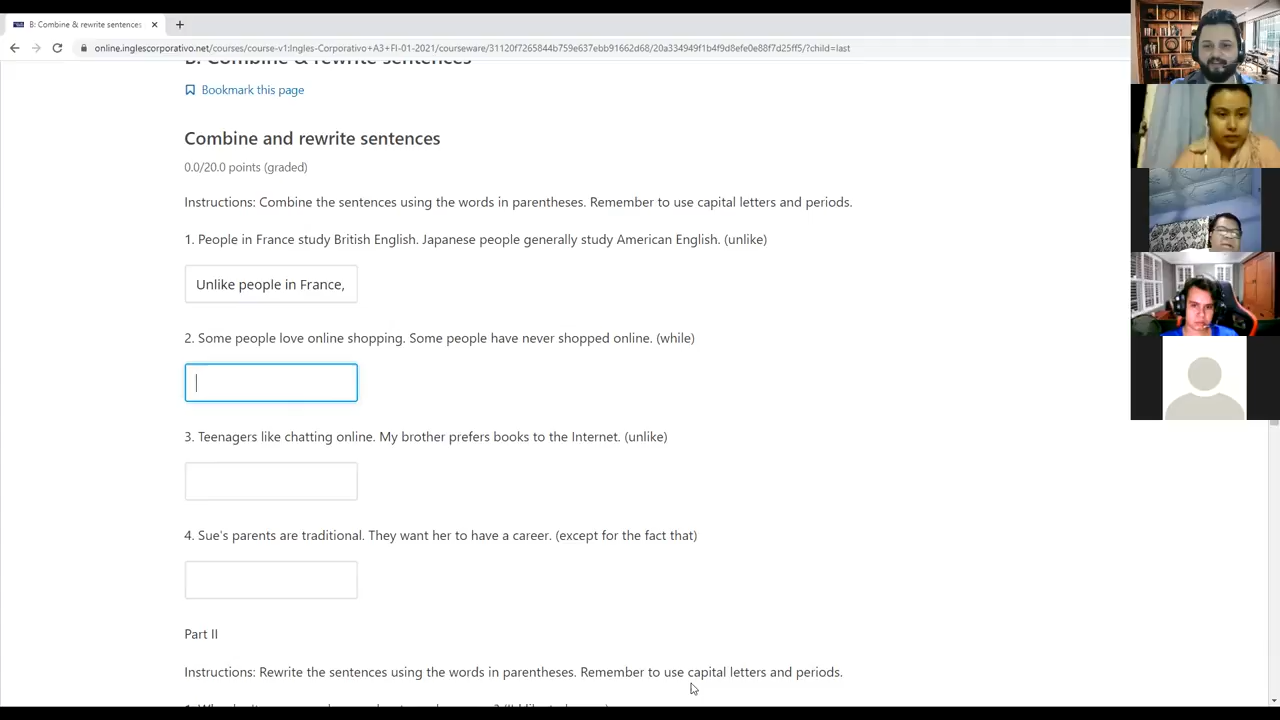 B: Combine & rewrite sentences
online.inglescorporativo.net/courses/course-v1:Ingles-Corporativo+A3+FI-01-2021/courseware/31120f7265844b759e637ebb91662d68/20a334949f1b4f9d8efe0e88f7d25ff5/?child=last
B: Combine & rewrite sentences
Bookmark this page
Combine and rewrite sentences
0.0/20.0 points (graded)
Instructions: Combine the sentences using the words in parentheses. Remember to use capital letters and periods.
1. People in France study British English. Japanese people generally study American English. (unlike)
Unlike people in France,
2. Some people love online shopping. Some people have never shopped online. (while)
3. Teenagers like chatting online. My brother prefers books to the Internet. (unlike)
4. Sue's parents are traditional. They want her to have a career. (except for the fact that)
Part II
Instructions: Rewrite the sentences using the words in parentheses. Remember to use capital letters and periods.